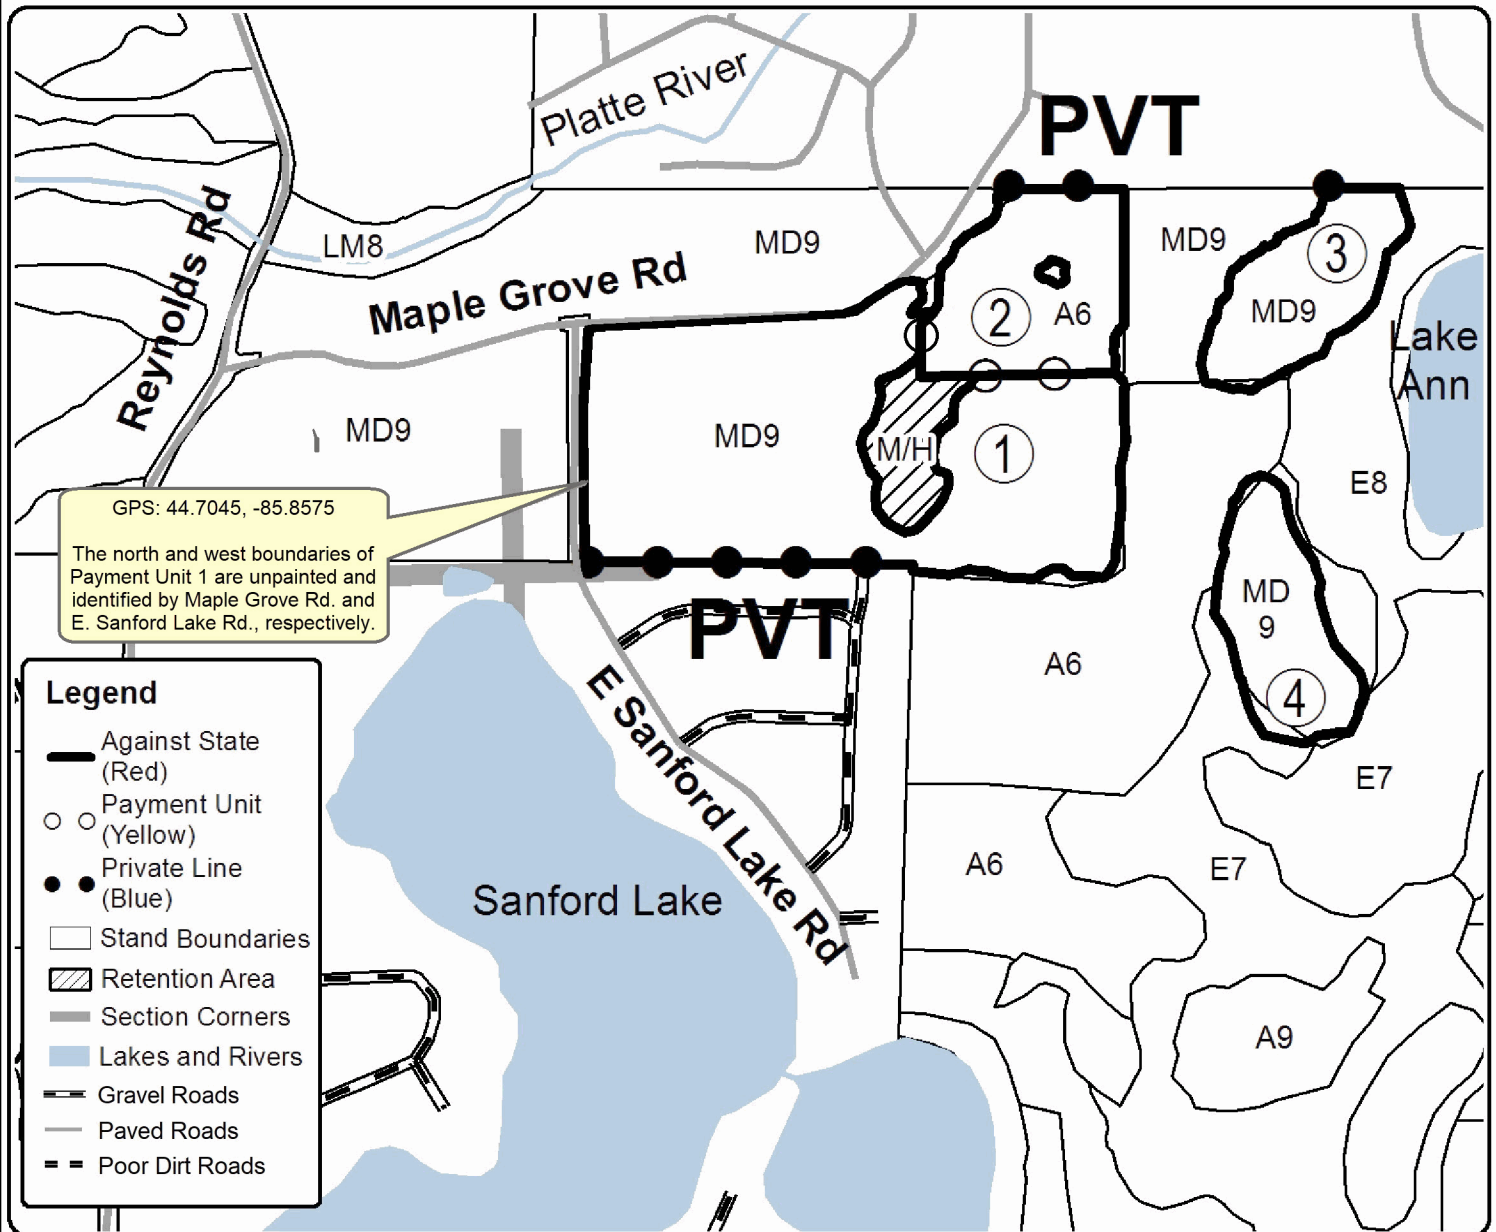 Platte River
PVT
Reynolds Rd
LM8
MD9
MD9
3
Maple Grove Rd
2
A6
MD9
Lake
Ann
MD9
MD9
M/H
1
E8
GPS: 44.7045, -85.8575
The north and west boundaries of
Payment Unit 1 are unpainted and
identified by Maple Grove Rd. and
E. Sanford Lake Rd., respectively.
PVT
MD
9
A6
4
E Sanford Lake Rd
E7
A6
E7
Sanford Lake
A9
Legend
Against State
(Red)
Payment Unit
(Yellow)
Private Line
(Blue)
Stand Boundaries
Retention Area
Section Corners
Lakes and Rivers
Gravel Roads
Paved Roads
Poor Dirt Roads